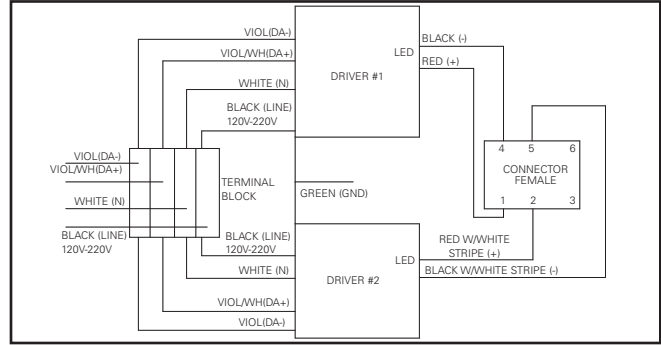 VIOL(DA-)
VIOL/WH(DA+)
WHITE (N)
BLACK (LINE)
120V-220V
DRIVER #1
LED
BLACK (-)
RED (+)
VIOL(DA-)
VIOL/WH(DA+)
WHITE (N)
BLACK (LINE)
120V-220V
TERMINAL
BLOCK
GREEN (GND)
4 5 6
CONNECTOR
FEMALE
1 2 3
BLACK (LINE)
120V-220V
WHITE (N)
VIOL/WH(DA+)
VIOL(DA-)
DRIVER #2
LED
RED W/WHITE
STRIPE (+)
BLACK W/WHITE STRIPE (-)